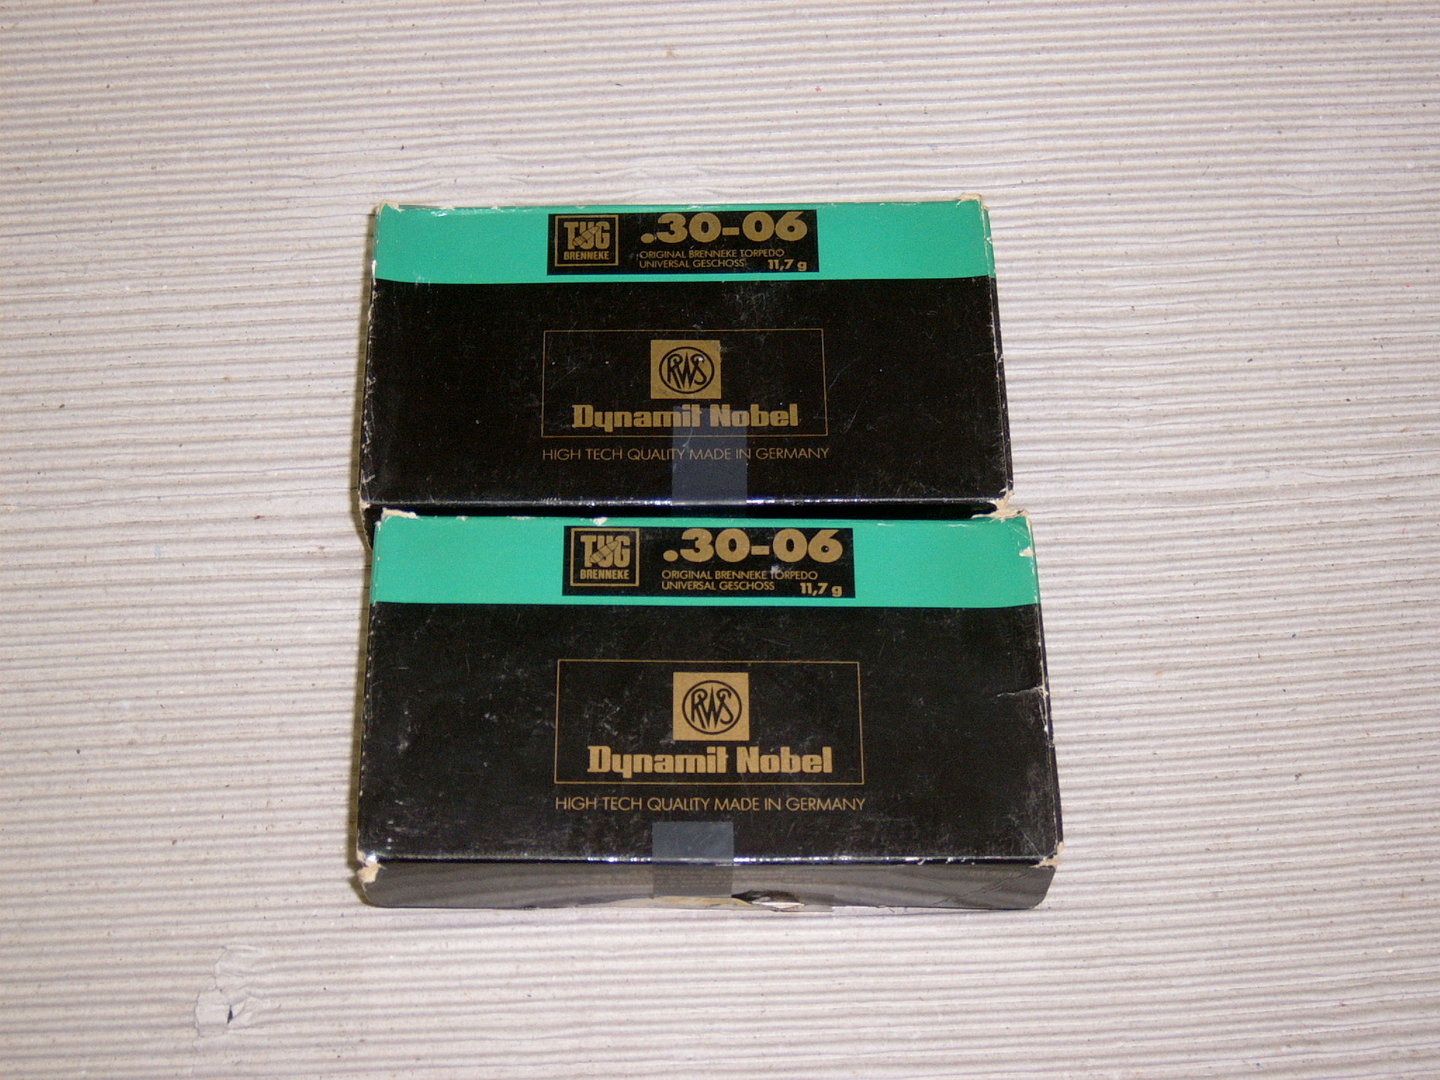 TUG
BRENNEKE
.30-06
ORIGINAL BRENNEKE TORPEDO
UNIVERSAL GESCHOSS 11,7 g
RWS
Dynamit Nobel
HIGH TECH QUALITY MADE IN GERMANY
TUG
BRENNEKE
.30-06
ORIGINAL BRENNEKE TORPEDO
UNIVERSAL GESCHOSS 11,7 g
RWS
Dynamit Nobel
HIGH TECH QUALITY MADE IN GERMANY